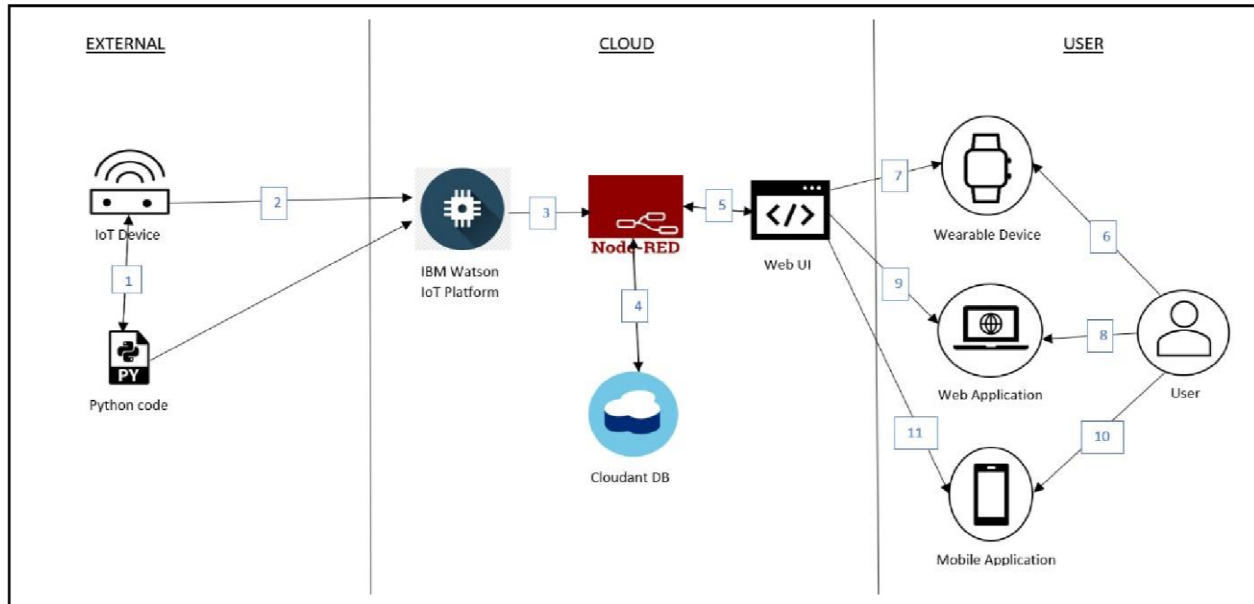 EXTERNAL
CLOUD
USER
IoT Device
1
PY
Python code
2
IBM Watson
IoT Platform
3
Node-RED
4
Cloudant DB
5
</>
Web UI
7
Wearable Device
6
9
Web Application
8
User
11
10
Mobile Application